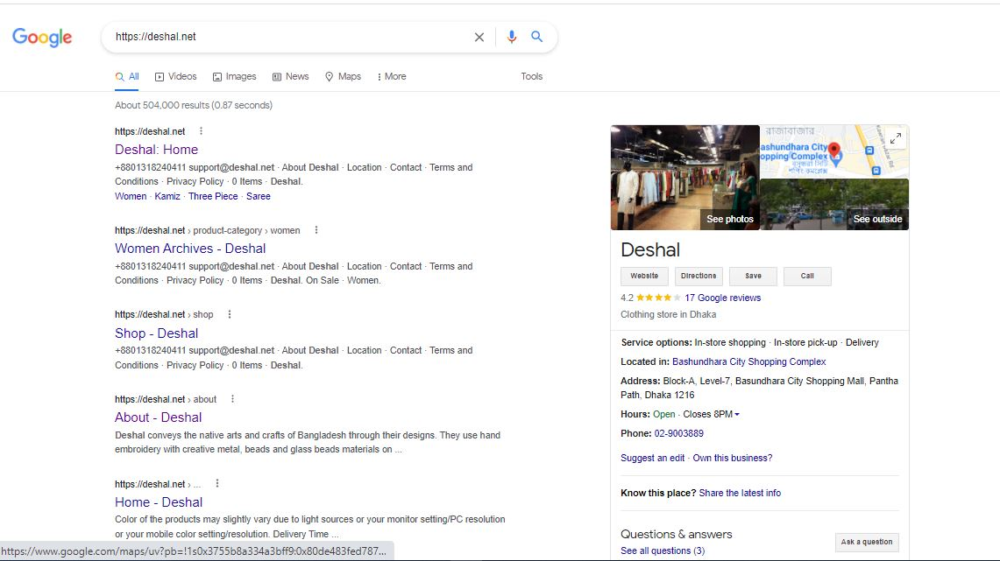 Google
https://deshal.net
All
Videos
Images
News
Maps
More
Tools
About 504,000 results (0.87 seconds)
https://deshal.net
Deshal: Home
+8801318240411 support@deshal.net · About Deshal · Location · Contact · Terms and
Conditions · Privacy Policy · 0 Items · Deshal.
Women · Kamiz · Three Piece · Saree
https://deshal.net › product-category › women
Women Archives - Deshal
+8801318240411 support@deshal.net · About Deshal · Location · Contact · Terms and
Conditions · Privacy Policy · 0 Items · Deshal. On Sale · Women.
https://deshal.net › shop
Shop - Deshal
+8801318240411 support@deshal.net · About Deshal · Location · Contact · Terms and
Conditions · Privacy Policy · 0 Items · Deshal.
https://deshal.net › about
About - Deshal
Deshal conveys the native arts and crafts of Bangladesh through their designs. They use hand
embroidery with creative metal, beads and glass beads materials on ...
https://deshal.net › ...
Home - Deshal
Color of the products may slightly vary due to light sources or your monitor setting/PC resolution
or your mobile color setting/resolution. Delivery Time ...
https://www.google.com/maps/uv?pb=!1s0x3755b8a334a3bff9:0x80de483fed787...
See photos
রাজাবাজার
ashundhara City
opping Complex
বসুন্ধরা সিটি
শপিং কমপ্লেক্স
See outside
Deshal
Website
Directions
Save
Call
4.2
17 Google reviews
Clothing store in Dhaka
Service options: In-store shopping · In-store pick-up · Delivery
Located in: Bashundhara City Shopping Complex
Address: Block-A, Level-7, Basundhara City Shopping Mall, Pantha
Path, Dhaka 1216
Hours: Open · Closes 8PM
Phone: 02-9003889
Suggest an edit · Own this business?
Know this place? Share the latest info
Questions & answers
See all questions (3)
Ask a question